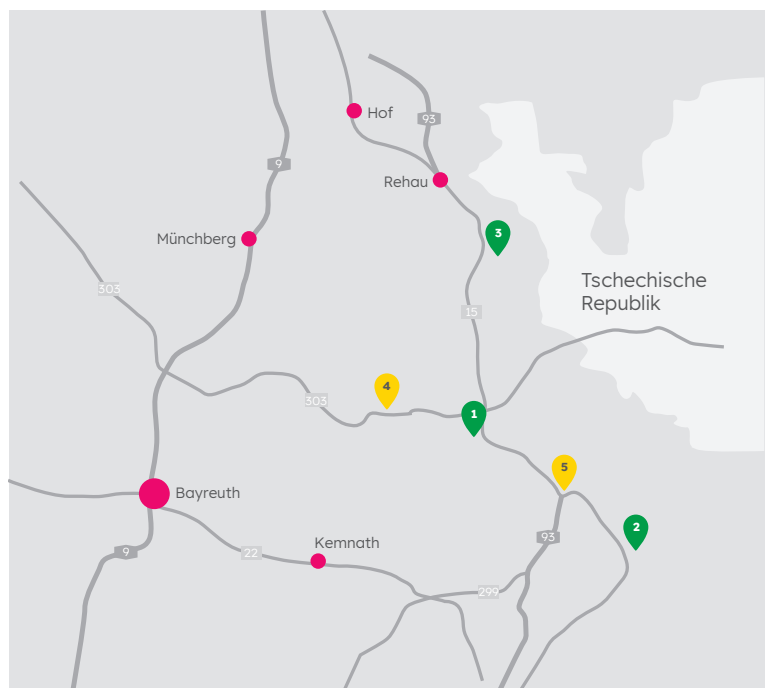 Hof
93
9
Rehau
Münchberg
3
Tschechische
Republik
303
15
4
303
1
5
Bayreuth
2
93
Kemnath
9
22
299